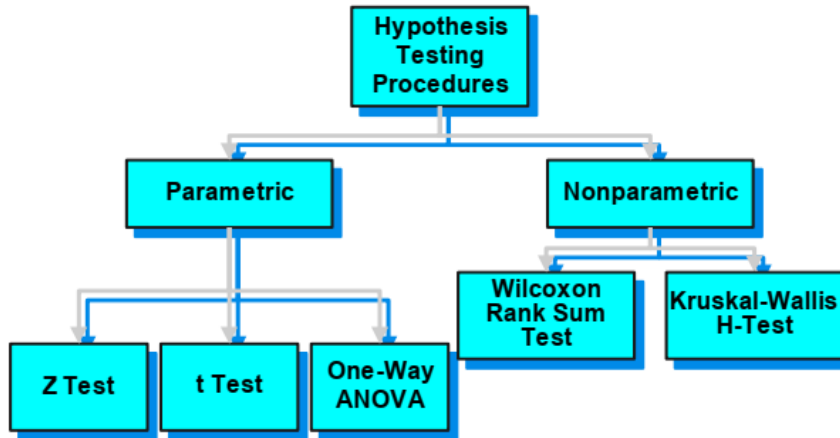 Hypothesis
Testing
Procedures
Parametric
Nonparametric
Wilcoxon
Rank Sum
Test
Kruskal-Wallis
H-Test
Z Test
t Test
One-Way
ANOVA